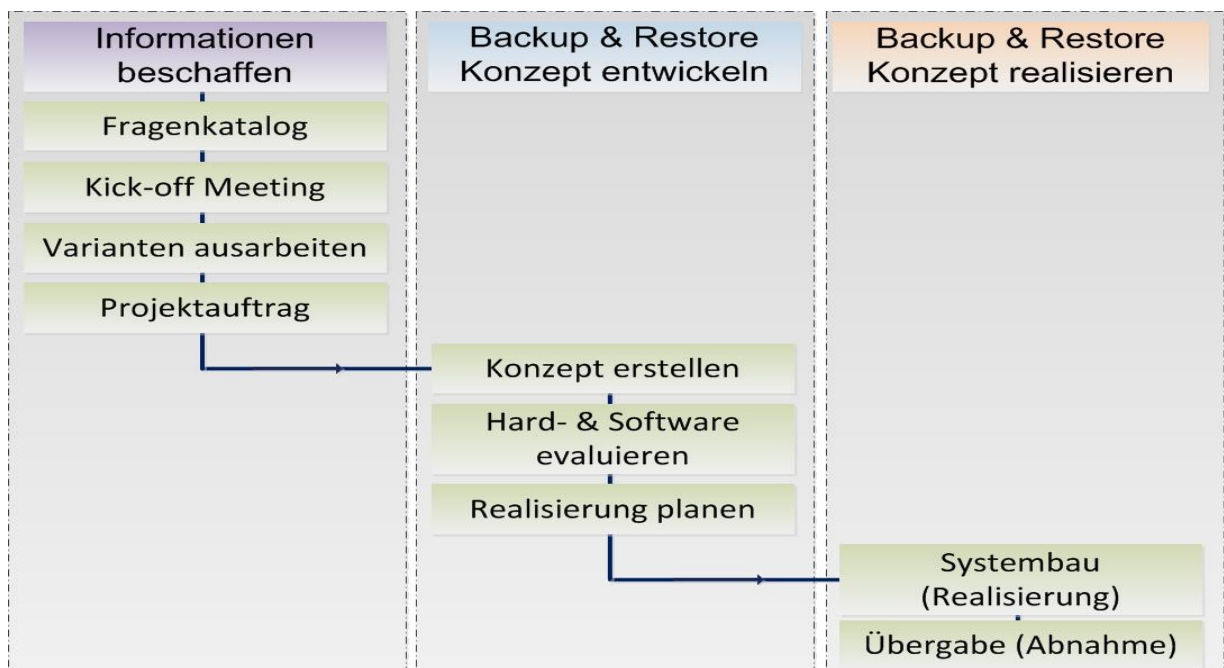 Informationen
beschaffen
Fragenkatalog
Kick-off Meeting
Varianten ausarbeiten
Projektauftrag
Backup & Restore
Konzept entwickeln
Konzept erstellen
Hard- & Software
evaluieren
Realisierung planen
Backup & Restore
Konzept realisieren
Systembau
(Realisierung)
Übergabe (Abnahme)